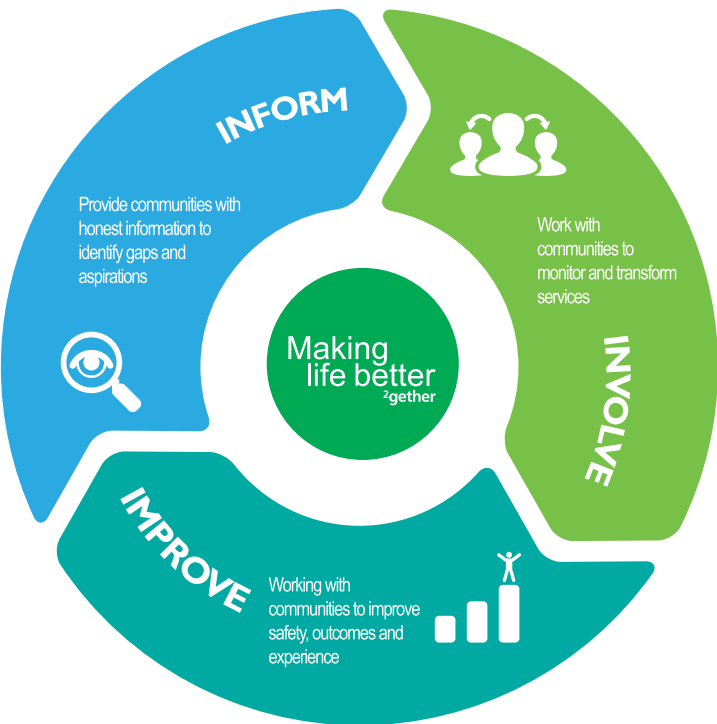 INFORM
Provide communities with
honest information to
identify gaps and
aspirations
Work with
communities to
monitor and transform
services
INVOLVE
Making
life better
²gether
IMPROVE
Working with
communities to improve
safety, outcomes and
experience